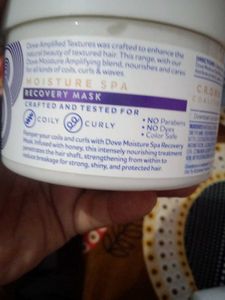 Dove Amplified Textures was crafted to enhance the
natural beauty of textured hair. This range, with our
Dove Moisture Amplifying blend, nourishes and cares
for all kinds of coils, curls & waves.
MOISTURE SPA
RECOVERY MASK
CRAFTED AND TESTED FOR
COILY
CURLY
• NO Parabens
• NO Dyes
• Color Safe
Pamper your coils and curls with Dove Moisture Spa Recovery
Mask. Infused with honey, this intensely nourishing treatment
penetrates the hair shaft, strengthening from within to
reduce breakage for strong, shiny, and protected hair.
CROWN